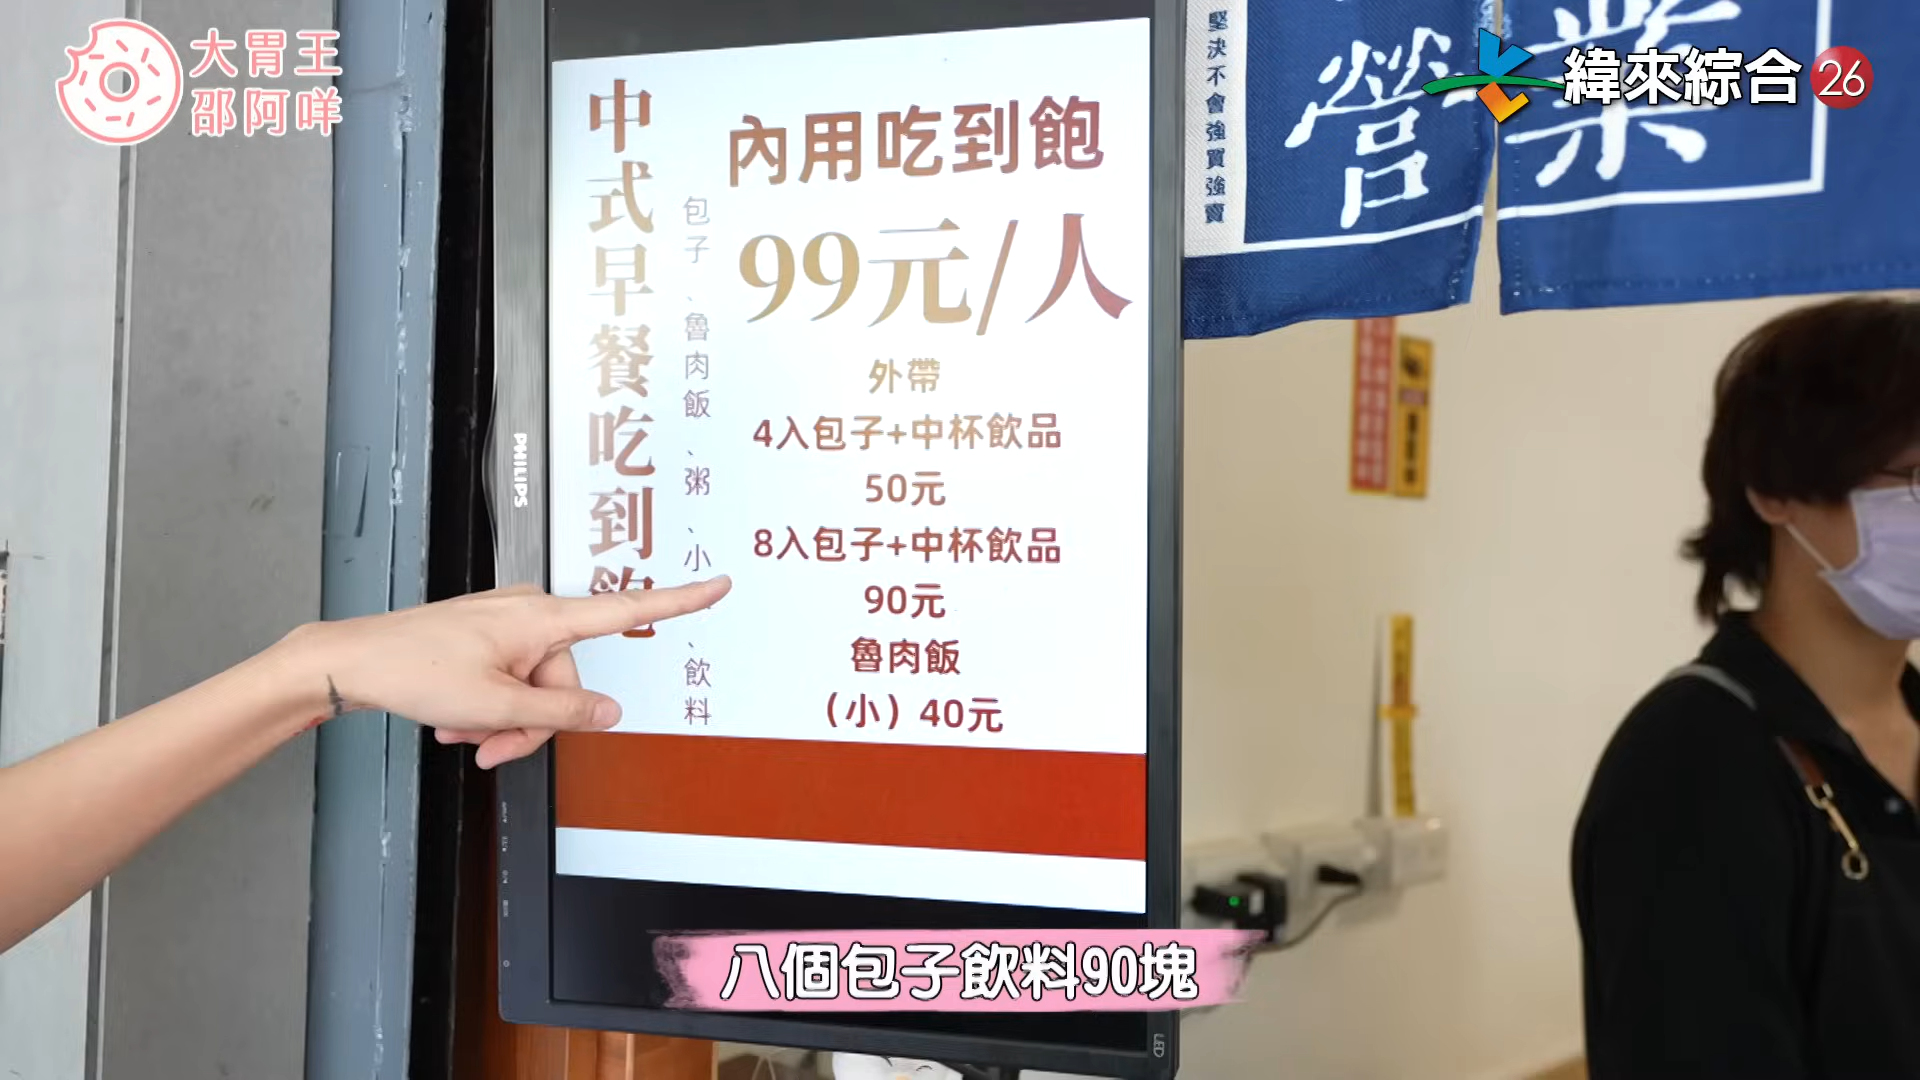 大胃王
邵阿咩
緯來綜合26
堅決不會強買強賣
營業
中式早餐吃到飽
包子、魯肉飯、粥、小、飲料
內用吃到飽
99元/人
外帶
4入包子+中杯飲品
50元
8入包子+中杯飲品
90元
魯肉飯
（小）40元
PHILIPS
LED
八個包子飲料90塊